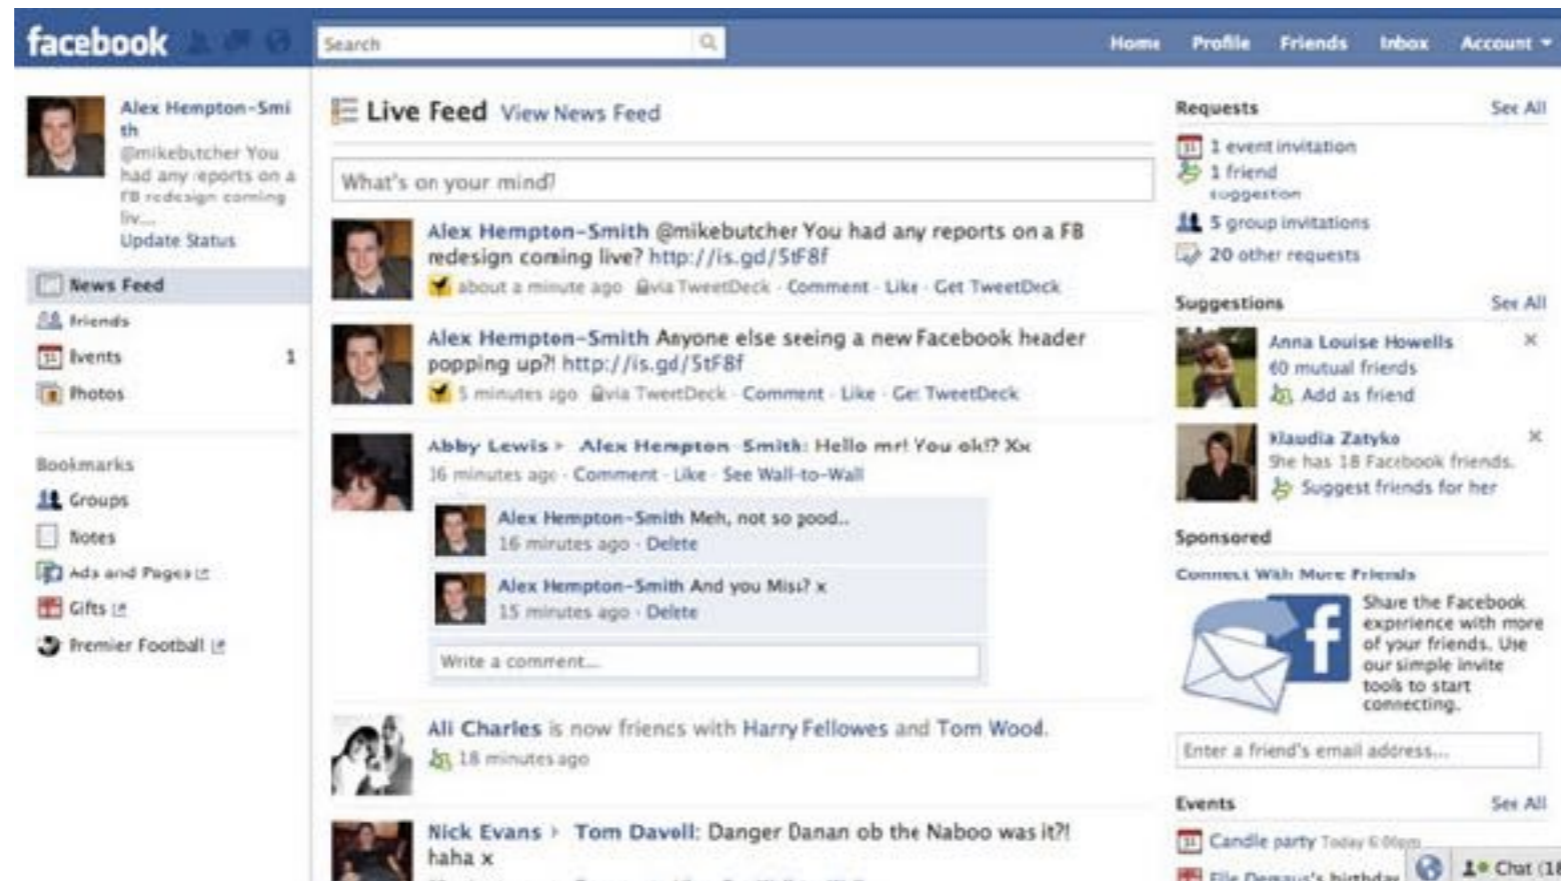 facebook
Search
Home Profile Friends Inbox Account
Alex Hempton-Smi
th
@mikebutcher You
had any reports on a
FB redesign coming
liv...
Update Status
News Feed
Friends
Events 1
Photos
Bookmarks
Groups
Notes
Ads and Pages
Gifts
Premier Football
Live Feed View News Feed
What's on your mind?
Alex Hempton-Smith @mikebutcher You had any reports on a FB
redesign coming live? http://is.gd/5tF8f
about a minute ago via TweetDeck · Comment · Like · Get TweetDeck
Alex Hempton-Smith Anyone else seeing a new Facebook header
popping up?! http://is.gd/5tF8f
5 minutes ago via TweetDeck · Comment · Like · Get TweetDeck
Abby Lewis ▸ Alex Hempton-Smith: Hello mr! You ok!? Xx
16 minutes ago · Comment · Like · See Wall-to-Wall
Alex Hempton-Smith Meh, not so good..
16 minutes ago · Delete
Alex Hempton-Smith And you Miss? x
15 minutes ago · Delete
Write a comment...
Ali Charles is now friends with Harry Fellowes and Tom Wood.
18 minutes ago
Nick Evans ▸ Tom Davoll: Danger Danan ob the Naboo was it?!
haha x
Requests See All
1 event invitation
1 friend
suggestion
5 group invitations
20 other requests
Suggestions See All
Anna Louise Howells ×
60 mutual friends
Add as friend
Klaudia Zatyko ×
She has 18 Facebook friends.
Suggest friends for her
Sponsored
Connect With More Friends
Share the Facebook
experience with more
of your friends. Use
our simple invite
tools to start
connecting.
Enter a friend's email address...
Events See All
Candle party Today 6:00pm
birthday
Chat (18